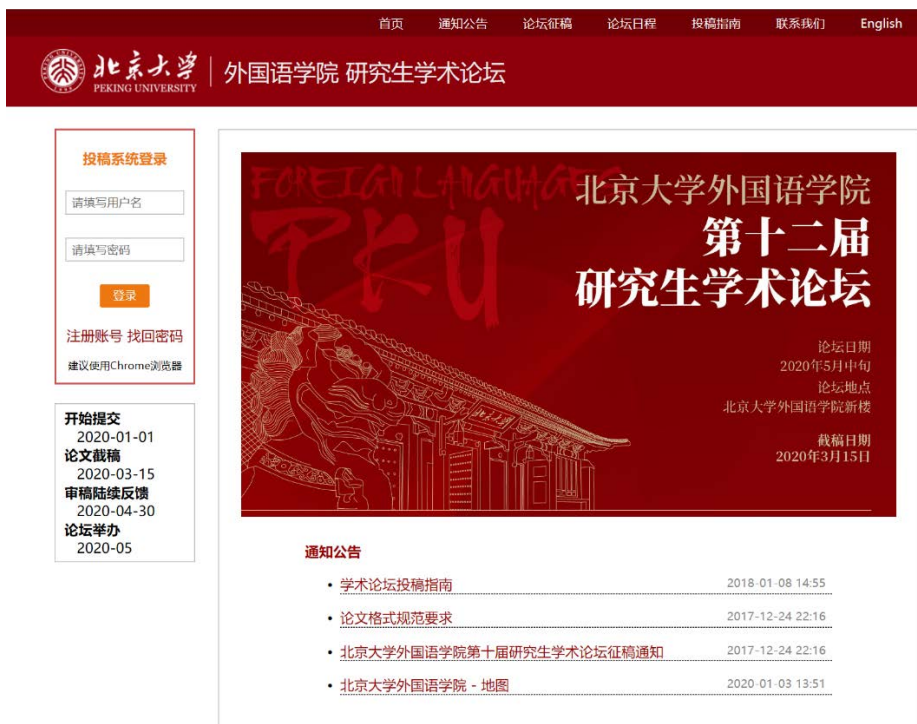 首页 通知公告 论坛征稿 论坛日程 投稿指南 联系我们 English
北京大学 外国语学院 研究生学术论坛
PEKING UNIVERSITY
投稿系统登录
请填写用户名
请填写密码
登录
注册账号 找回密码
建议使用Chrome浏览器
开始提交
2020-01-01
论文截稿
2020-03-15
审稿陆续反馈
2020-04-30
论坛举办
2020-05
FOREIGN LANGUAGES
PKU
北京大学外国语学院
第十二届
研究生学术论坛
论坛日期
2020年5月中旬
论坛地点
北京大学外国语学院新楼
截稿日期
2020年3月15日
通知公告
• 学术论坛投稿指南 2018-01-08 14:55
• 论文格式规范要求 2017-12-24 22:16
• 北京大学外国语学院第十届研究生学术论坛征稿通知 2017-12-24 22:16
• 北京大学外国语学院 - 地图 2020-01-03 13:51